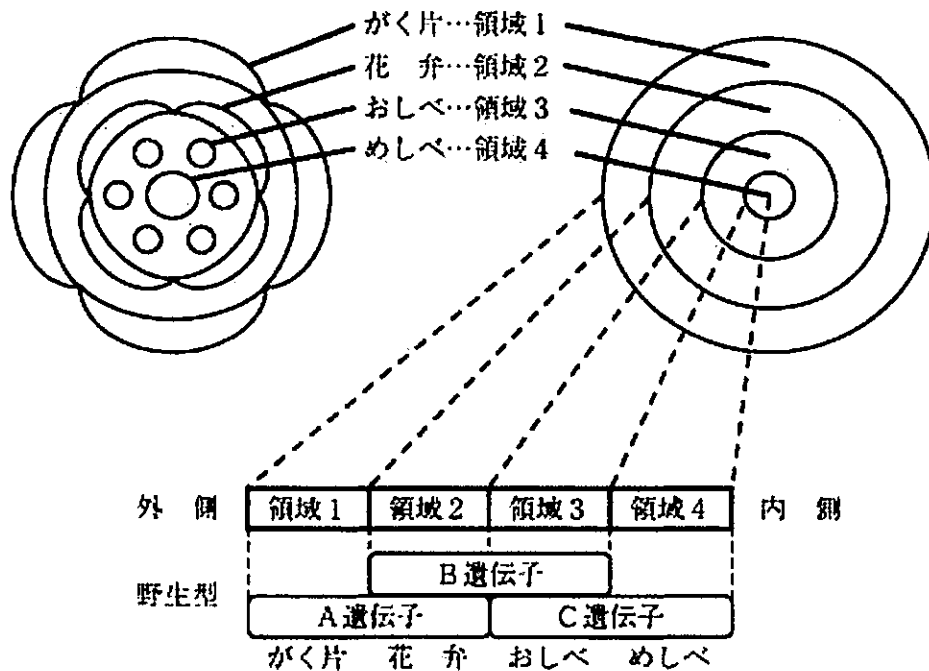 がく片…領域1
花 弁…領域2
おしべ…領域3
めしべ…領域4
外 側 領域1 領域2 領域3 領域4 内 側
B遺伝子
野生型 A遺伝子 C遺伝子
がく片 花 弁 おしべ めしべ